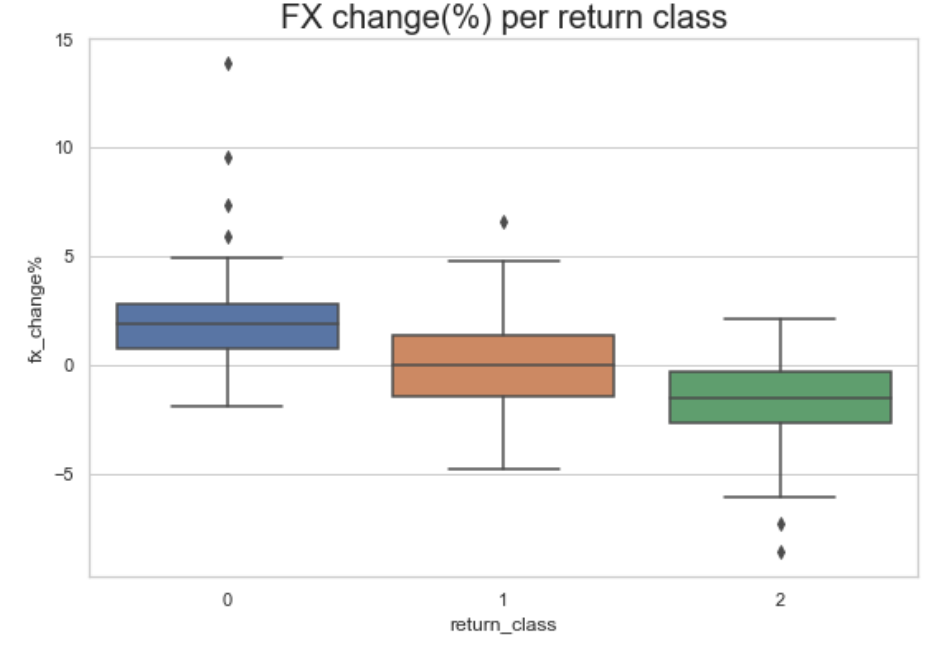 FX change(%) per return class
15
10
5
0
−5
fx_change%
0 1 2
return_class